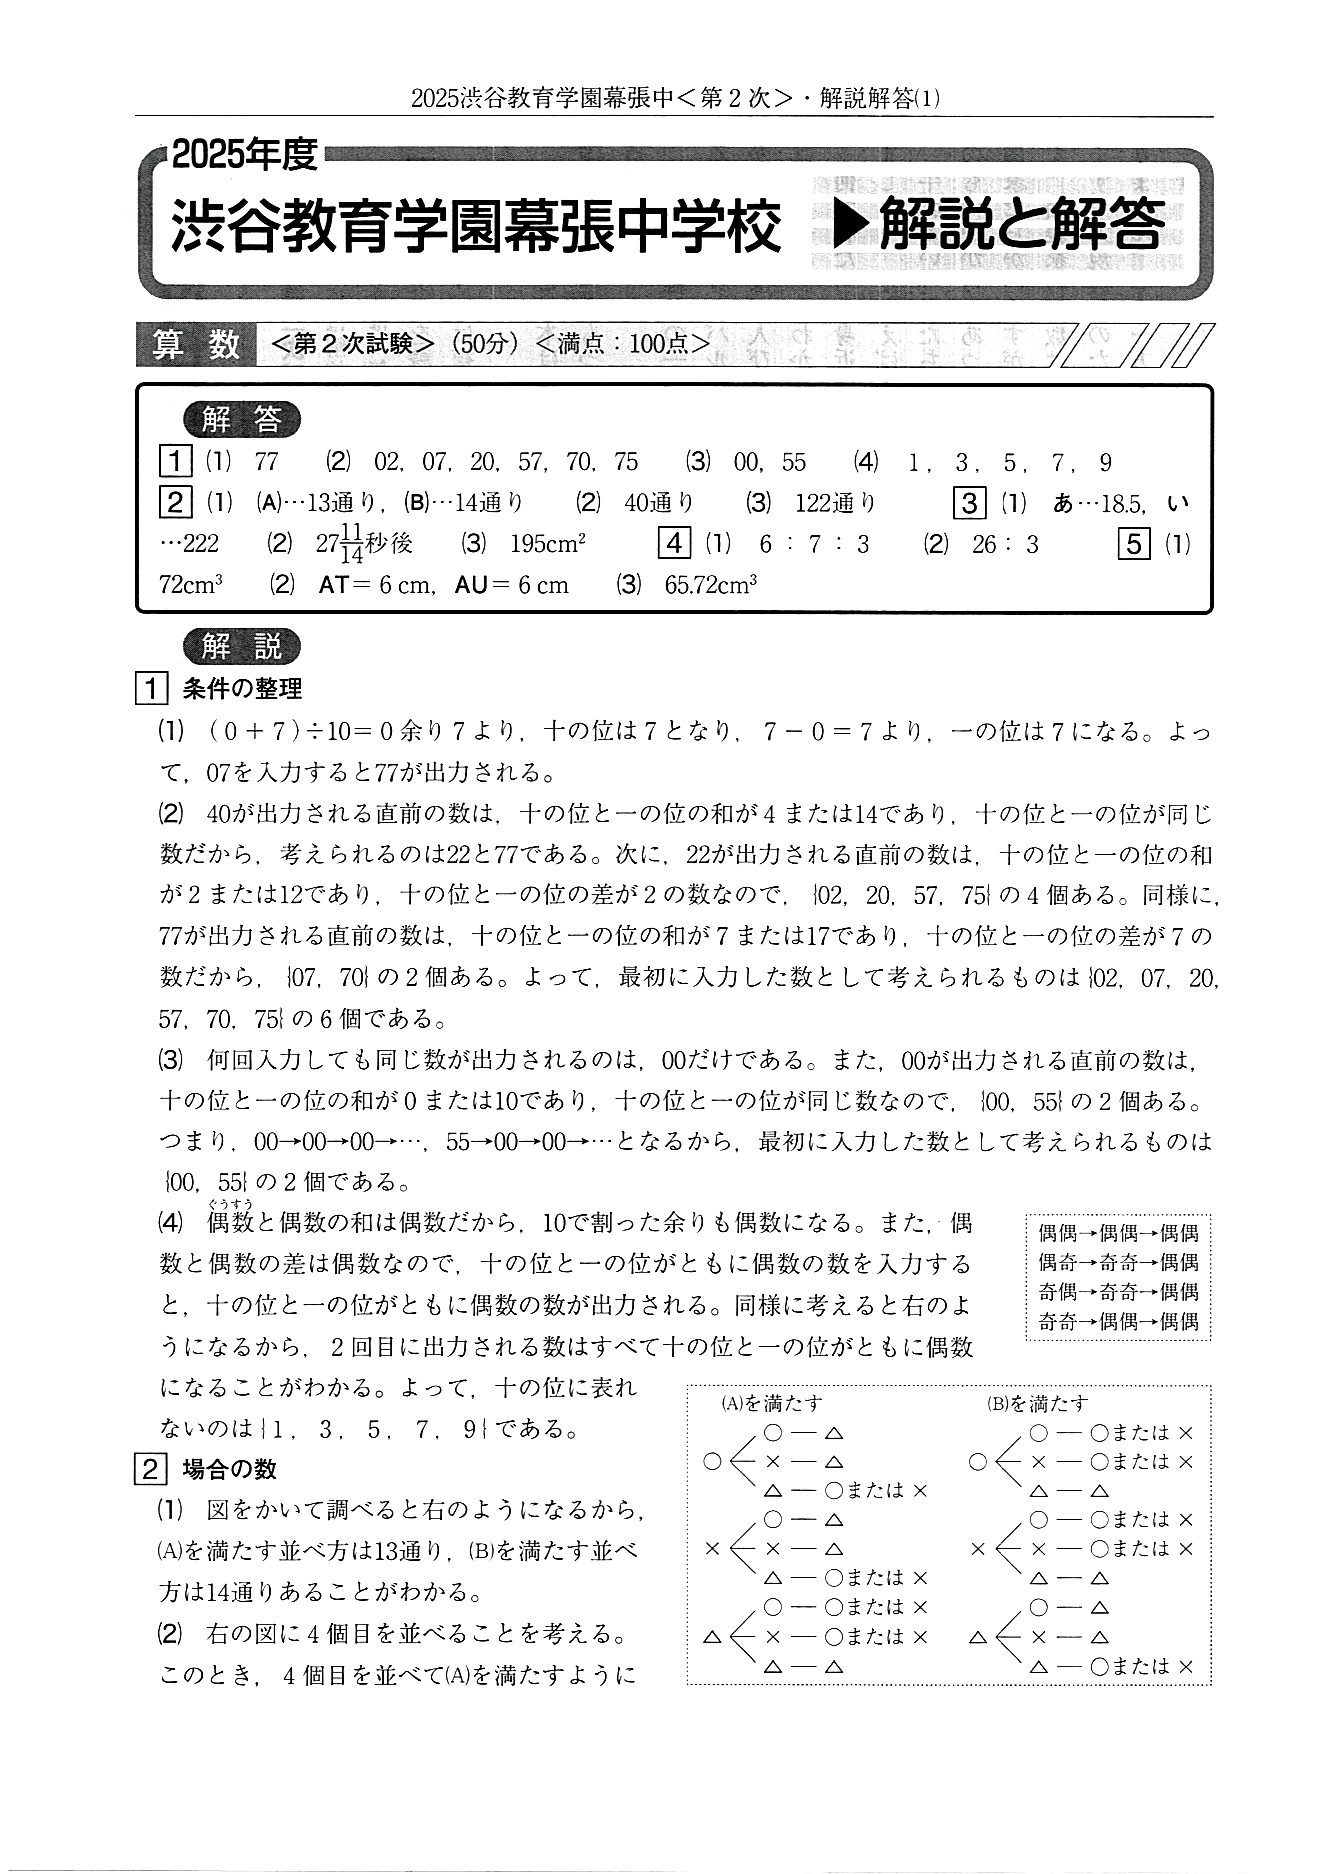 2025渋谷教育学園幕張中＜第2次＞・解説解答(1)
2025年度
渋谷教育学園幕張中学校 ▶解説と解答
算数 ＜第2次試験＞（50分）＜満点：100点＞
解答
1 (1) 77 (2) 02，07，20，57，70，75 (3) 00，55 (4) 1，3，5，7，9
2 (1) (A)…13通り，(B)…14通り (2) 40通り (3) 122通り 3 (1) あ…18.5，い
…222 (2) 27 11/14秒後 (3) 195cm² 4 (1) 6：7：3 (2) 26：3 5 (1)
72cm³ (2) AT＝6cm，AU＝6cm (3) 65.72cm³
解説
1 条件の整理
(1) (0＋7)÷10＝0余り7より，十の位は7となり，7－0＝7より，一の位は7になる。よっ
て，07を入力すると77が出力される。
(2) 40が出力される直前の数は，十の位と一の位の和が4または14であり，十の位と一の位が同じ
数だから，考えられるのは22と77である。次に，22が出力される直前の数は，十の位と一の位の和
が2または12であり，十の位と一の位の差が2の数なので，{02，20，57，75}の4個ある。同様に，
77が出力される直前の数は，十の位と一の位の和が7または17であり，十の位と一の位の差が7の
数だから，{07，70}の2個ある。よって，最初に入力した数として考えられるものは{02，07，20，
57，70，75}の6個である。
(3) 何回入力しても同じ数が出力されるのは，00だけである。また，00が出力される直前の数は，
十の位と一の位の和が0または10であり，十の位と一の位が同じ数なので，{00，55}の2個ある。
つまり，00→00→00→…，55→00→00→…となるから，最初に入力した数として考えられるものは
{00，55}の2個である。
ぐうすう
(4) 偶数と偶数の和は偶数だから，10で割った余りも偶数になる。また，偶
数と偶数の差は偶数なので，十の位と一の位がともに偶数の数を入力する
と，十の位と一の位がともに偶数の数が出力される。同様に考えると右のよ
うになるから，2回目に出力される数はすべて十の位と一の位がともに偶数
になることがわかる。よって，十の位に表れ
ないのは{1，3，5，7，9}である。
偶偶→偶偶→偶偶
偶奇→奇奇→偶偶
奇偶→奇奇→偶偶
奇奇→偶偶→偶偶
2 場合の数
(1) 図をかいて調べると右のようになるから，
(A)を満たす並べ方は13通り，(B)を満たす並べ
方は14通りあることがわかる。
(2) 右の図に4個目を並べることを考える。
このとき，4個目を並べて(A)を満たすように
(A)を満たす
○ — △
○ × — △
△ — ○または×
○ — △
× × — △
△ — ○または×
○ — ○または×
△ × — ○または×
△ — △
(B)を満たす
○ — ○または×
○ × — ○または×
△ — △
○ — ○または×
× × — ○または×
△ — △
○ — △
△ × — △
△ — ○または×